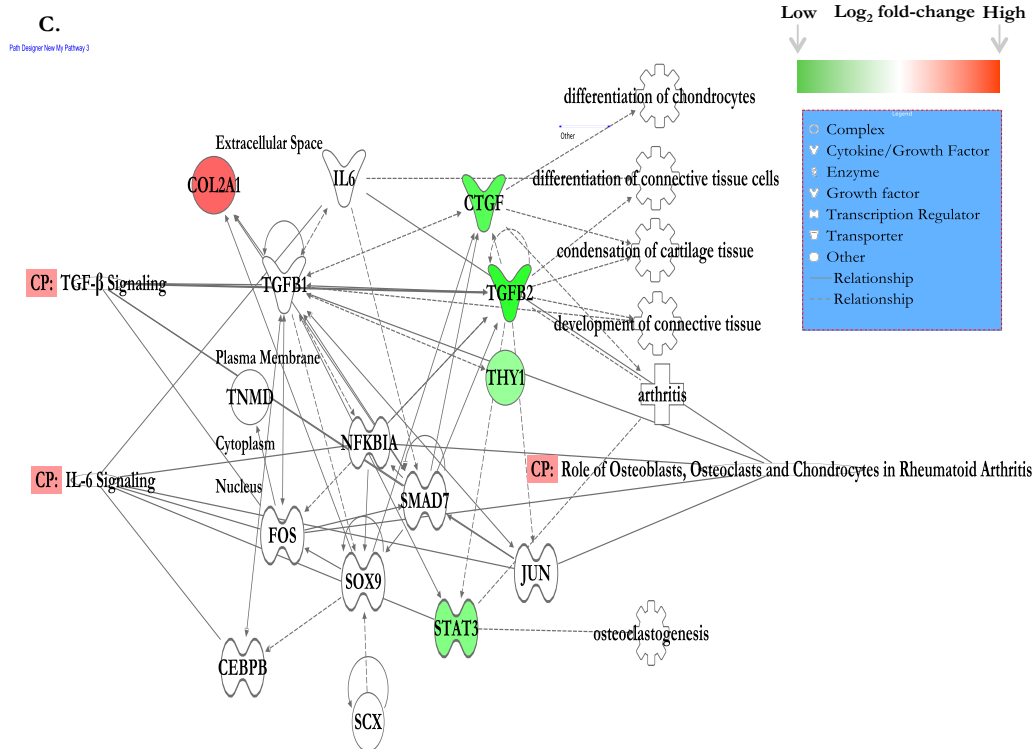 C.
Low Log2 fold-change High
Path Designer New My Pathway 3
Legend
Complex
Cytokine/Growth Factor
Enzyme
Growth factor
Transcription Regulator
Transporter
Other
Relationship
Relationship
differentiation of chondrocytes
Other
Extracellular Space
COL2A1
IL6
CTGF
differentiation of connective tissue cells
condensation of cartilage tissue
CP: TGF-β Signaling
TGFB1
TGFB2
development of connective tissue
Plasma Membrane
THY1
TNMD
arthritis
Cytoplasm
NFKBIA
CP: IL-6 Signaling
Nucleus
SMAD7
CP: Role of Osteoblasts, Osteoclasts and Chondrocytes in Rheumatoid Arthritis
FOS
SOX9
JUN
STAT3
osteoclastogenesis
CEBPB
SCX